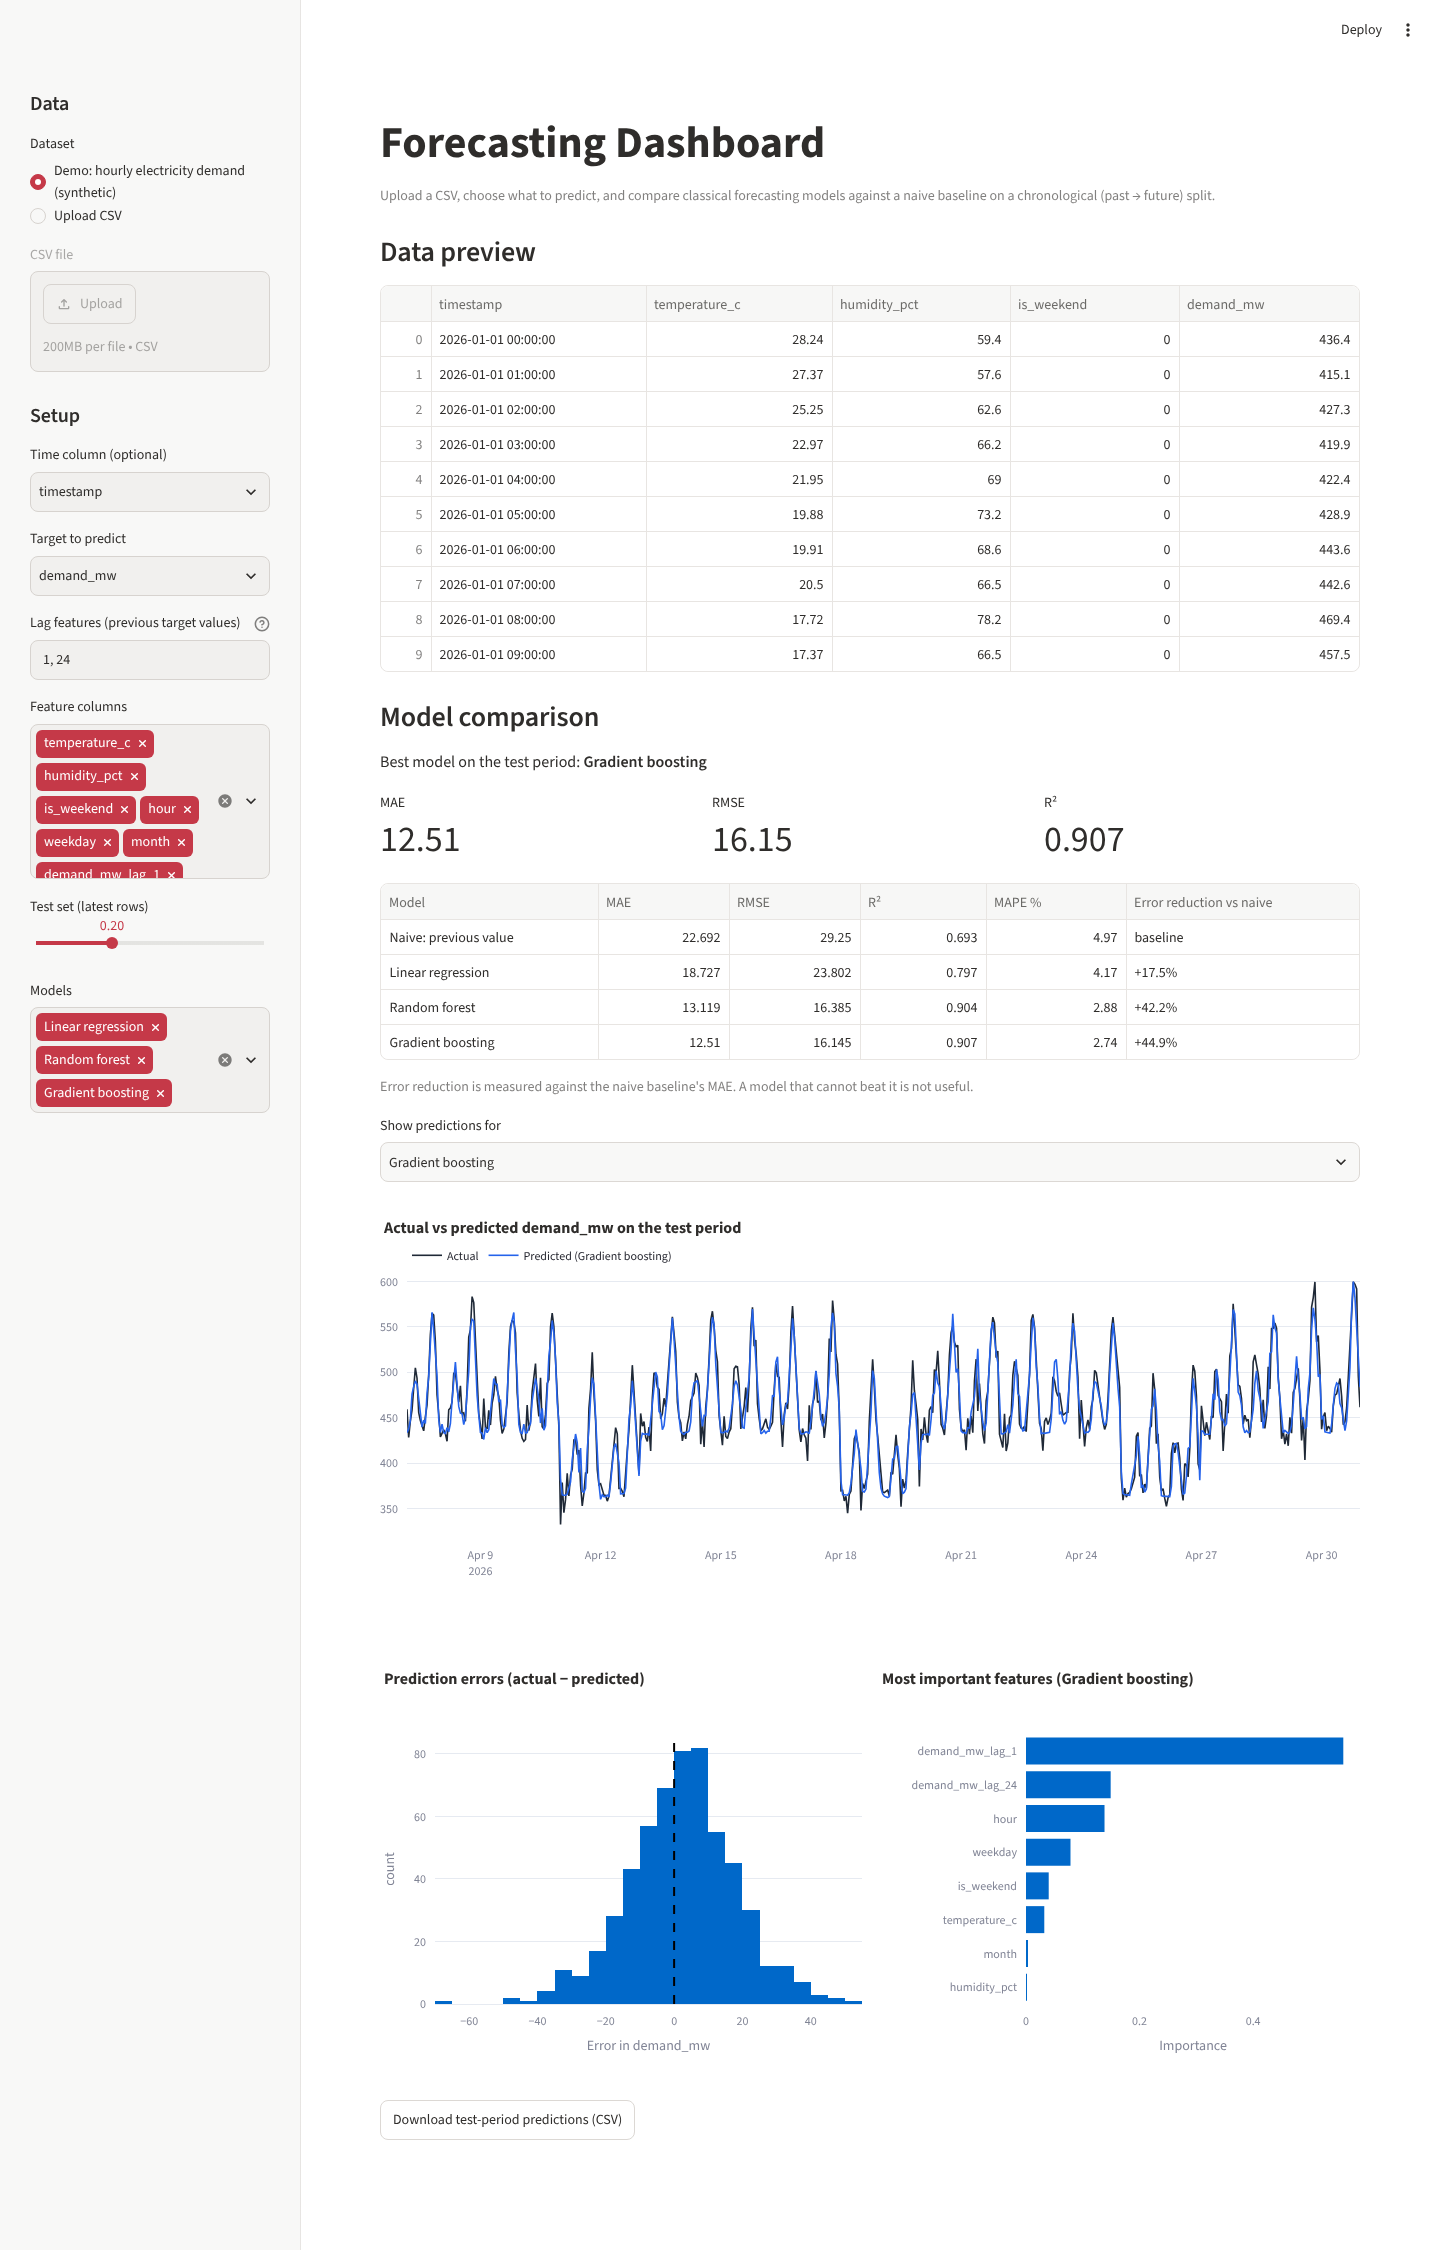 Deploy
Data
Dataset
Demo: hourly electricity demand
(synthetic)
Upload CSV
CSV file
Upload
200MB per file • CSV
Setup
Time column (optional)
timestamp
Target to predict
demand_mw
Lag features (previous target values)
1, 24
Feature columns
temperature_c
humidity_pct
is_weekend hour
weekday month
demand_mw_lag_1
Test set (latest rows)
0.20
Models
Linear regression
Random forest
Gradient boosting
Forecasting Dashboard
Upload a CSV, choose what to predict, and compare classical forecasting models against a naive baseline on a chronological (past → future) split.
Data preview
timestamp temperature_c humidity_pct is_weekend demand_mw
0 2026-01-01 00:00:00 28.24 59.4 0 436.4
1 2026-01-01 01:00:00 27.37 57.6 0 415.1
2 2026-01-01 02:00:00 25.25 62.6 0 427.3
3 2026-01-01 03:00:00 22.97 66.2 0 419.9
4 2026-01-01 04:00:00 21.95 69 0 422.4
5 2026-01-01 05:00:00 19.88 73.2 0 428.9
6 2026-01-01 06:00:00 19.91 68.6 0 443.6
7 2026-01-01 07:00:00 20.5 66.5 0 442.6
8 2026-01-01 08:00:00 17.72 78.2 0 469.4
9 2026-01-01 09:00:00 17.37 66.5 0 457.5
Model comparison
Best model on the test period: Gradient boosting
MAE RMSE R²
12.51 16.15 0.907
Model MAE RMSE R² MAPE % Error reduction vs naive
Naive: previous value 22.692 29.25 0.693 4.97 baseline
Linear regression 18.727 23.802 0.797 4.17 +17.5%
Random forest 13.119 16.385 0.904 2.88 +42.2%
Gradient boosting 12.51 16.145 0.907 2.74 +44.9%
Error reduction is measured against the naive baseline's MAE. A model that cannot beat it is not useful.
Show predictions for
Gradient boosting
Actual vs predicted demand_mw on the test period
Actual Predicted (Gradient boosting)
600
550
500
450
400
350
Apr 9 Apr 12 Apr 15 Apr 18 Apr 21 Apr 24 Apr 27 Apr 30
2026
Prediction errors (actual − predicted)
80
60
40
20
0
count
−60 −40 −20 0 20 40
Error in demand_mw
Most important features (Gradient boosting)
demand_mw_lag_1
demand_mw_lag_24
hour
weekday
is_weekend
temperature_c
month
humidity_pct
0 0.2 0.4
Importance
Download test-period predictions (CSV)